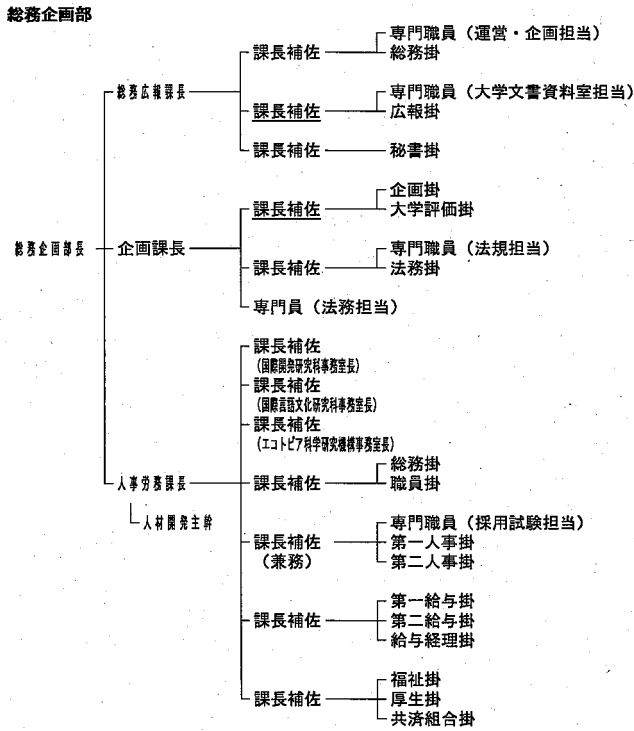 総務企画部
総務企画部長
総務広報課長
課長補佐
専門職員（運営・企画担当）
総務掛
課長補佐
専門職員（大学文書資料室担当）
広報掛
課長補佐
秘書掛
企画課長
課長補佐
企画掛
大学評価掛
課長補佐
専門職員（法規担当）
法務掛
専門員（法務担当）
人事労務課長
人材開発主幹
課長補佐
（国際開発研究科事務室長）
課長補佐
（国際言語文化研究科事務室長）
課長補佐
（エコトピア科学研究機構事務室長）
課長補佐
総務掛
職員掛
課長補佐
（兼務）
専門職員（採用試験担当）
第一人事掛
第二人事掛
課長補佐
第一給与掛
第二給与掛
給与経理掛
課長補佐
福祉掛
厚生掛
共済組合掛